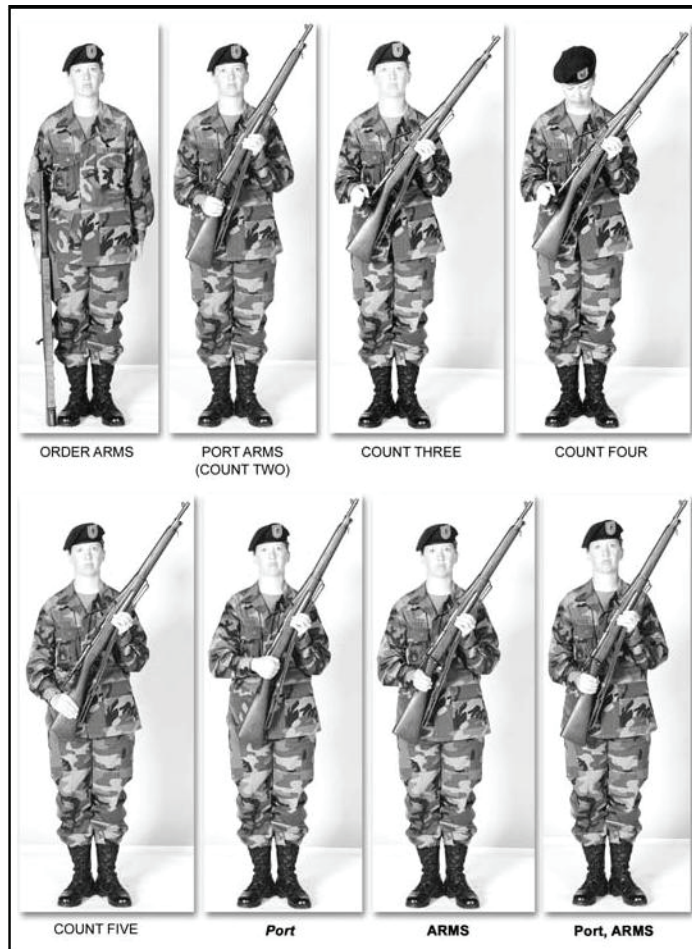 ORDER ARMS
PORT ARMS
(COUNT TWO)
COUNT THREE
COUNT FOUR
COUNT FIVE
Port
ARMS
Port, ARMS